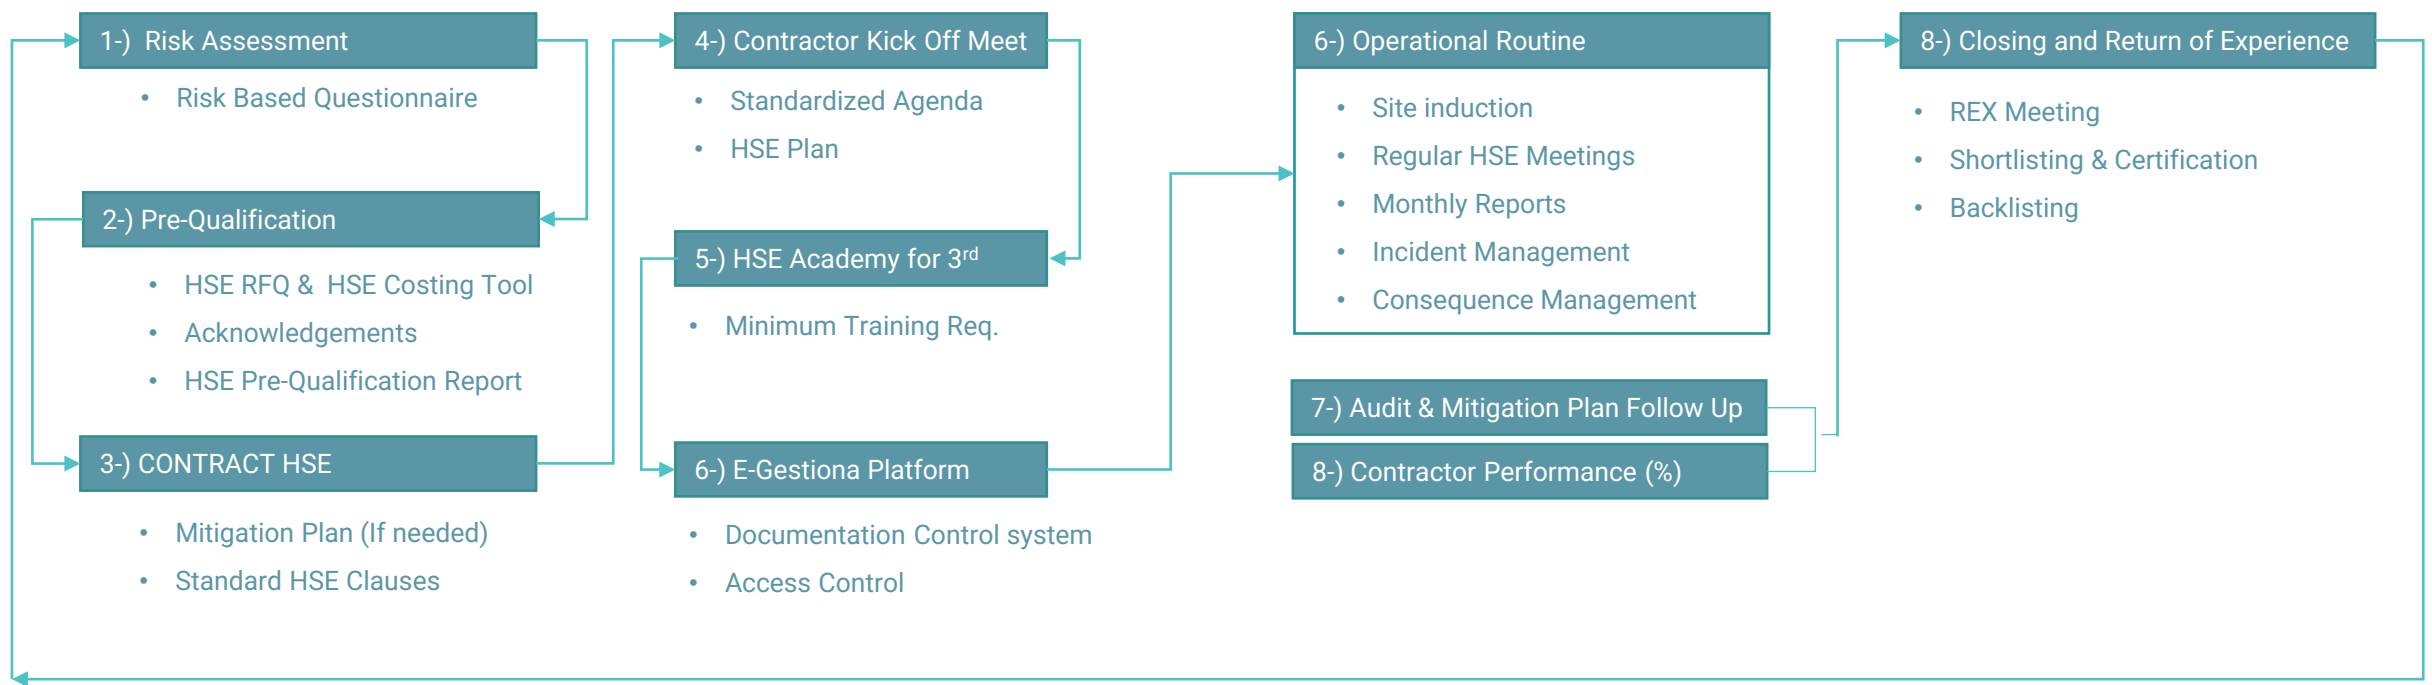 1-) Risk Assessment
• Risk Based Questionnaire
2-) Pre-Qualification
• HSE RFQ & HSE Costing Tool
• Acknowledgements
• HSE Pre-Qualification Report
3-) CONTRACT HSE
• Mitigation Plan (If needed)
• Standard HSE Clauses
4-) Contractor Kick Off Meet
• Standardized Agenda
• HSE Plan
5-) HSE Academy for 3rd
• Minimum Training Req.
6-) E-Gestiona Platform
• Documentation Control system
• Access Control
6-) Operational Routine
• Site induction
• Regular HSE Meetings
• Monthly Reports
• Incident Management
• Consequence Management
7-) Audit & Mitigation Plan Follow Up
8-) Contractor Performance (%)
8-) Closing and Return of Experience
• REX Meeting
• Shortlisting & Certification
• Backlisting